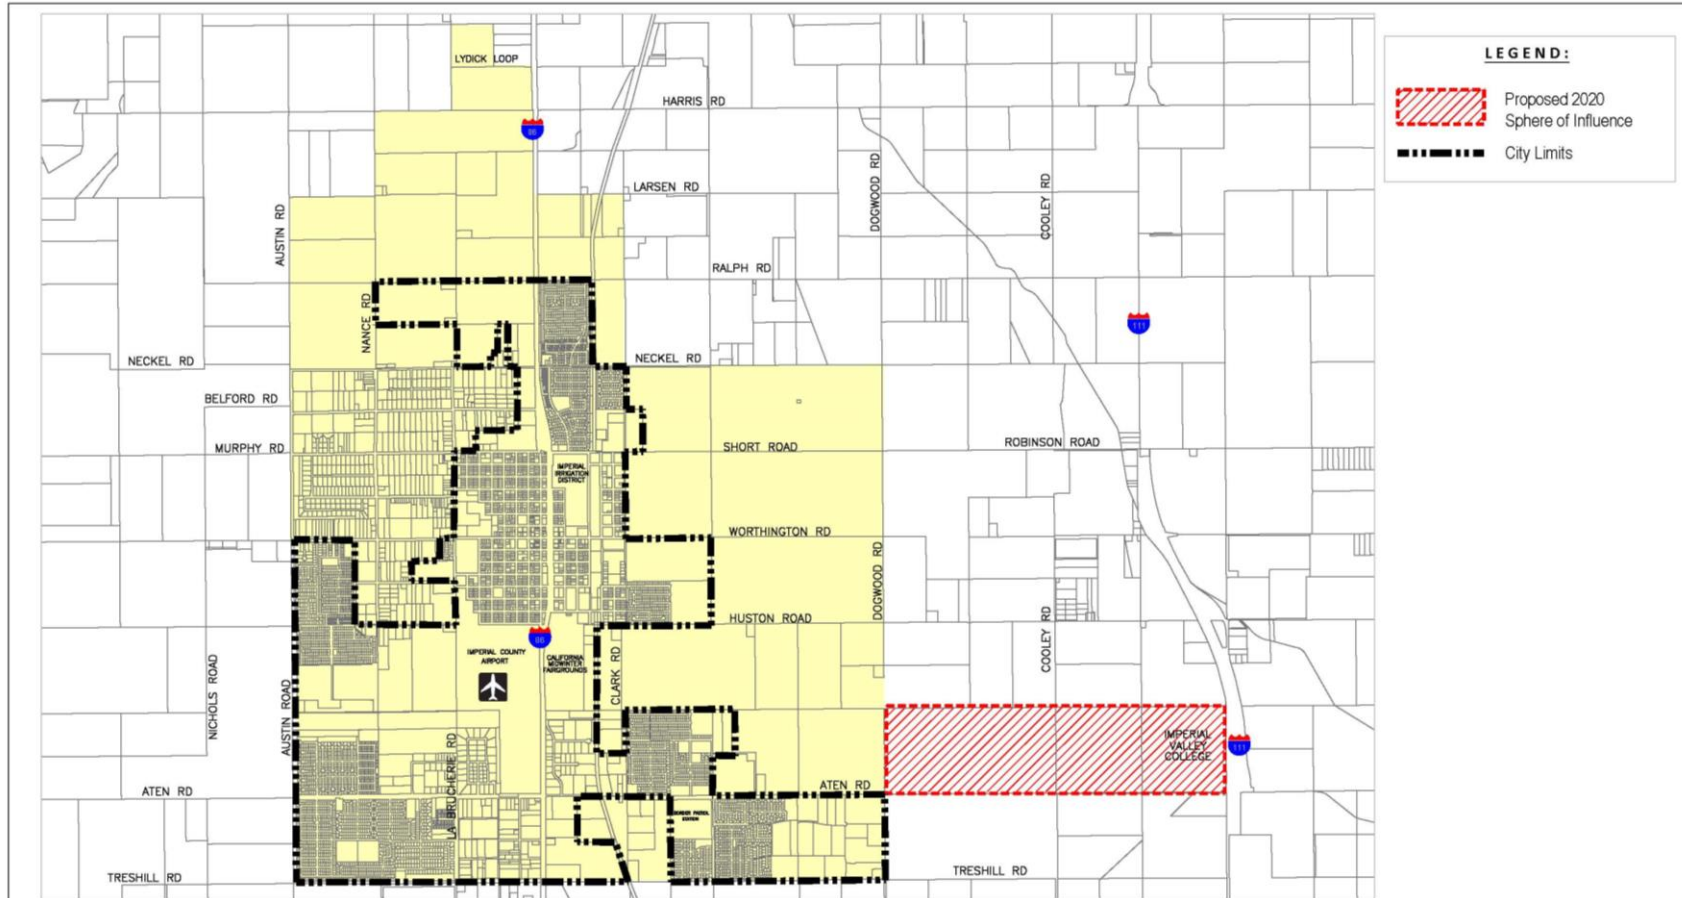 LEGEND:
Proposed 2020
Sphere of Influence
City Limits
LYDICK LOOP
HARRIS RD
86
DOGWOOD RD
COOLEY RD
LARSEN RD
AUSTIN RD
RALPH RD
NANCE RD
111
NECKEL RD
NECKEL RD
BELFORD RD
MURPHY RD
SHORT ROAD
ROBINSON ROAD
IMPERIAL
IRRIGATION
DISTRICT
WORTHINGTON RD
DOGWOOD RD
HUSTON ROAD
COOLEY RD
86
IMPERIAL COUNTY
AIRPORT
CALIFORNIA
MIDWINTER
FAIRGROUNDS
CLARK RD
NICHOLS ROAD
AUSTIN ROAD
LA BRUCHERIE RD
IMPERIAL
VALLEY
COLLEGE
111
ATEN RD
ATEN RD
BORDER PATROL
STATION
TRESHILL RD
TRESHILL RD